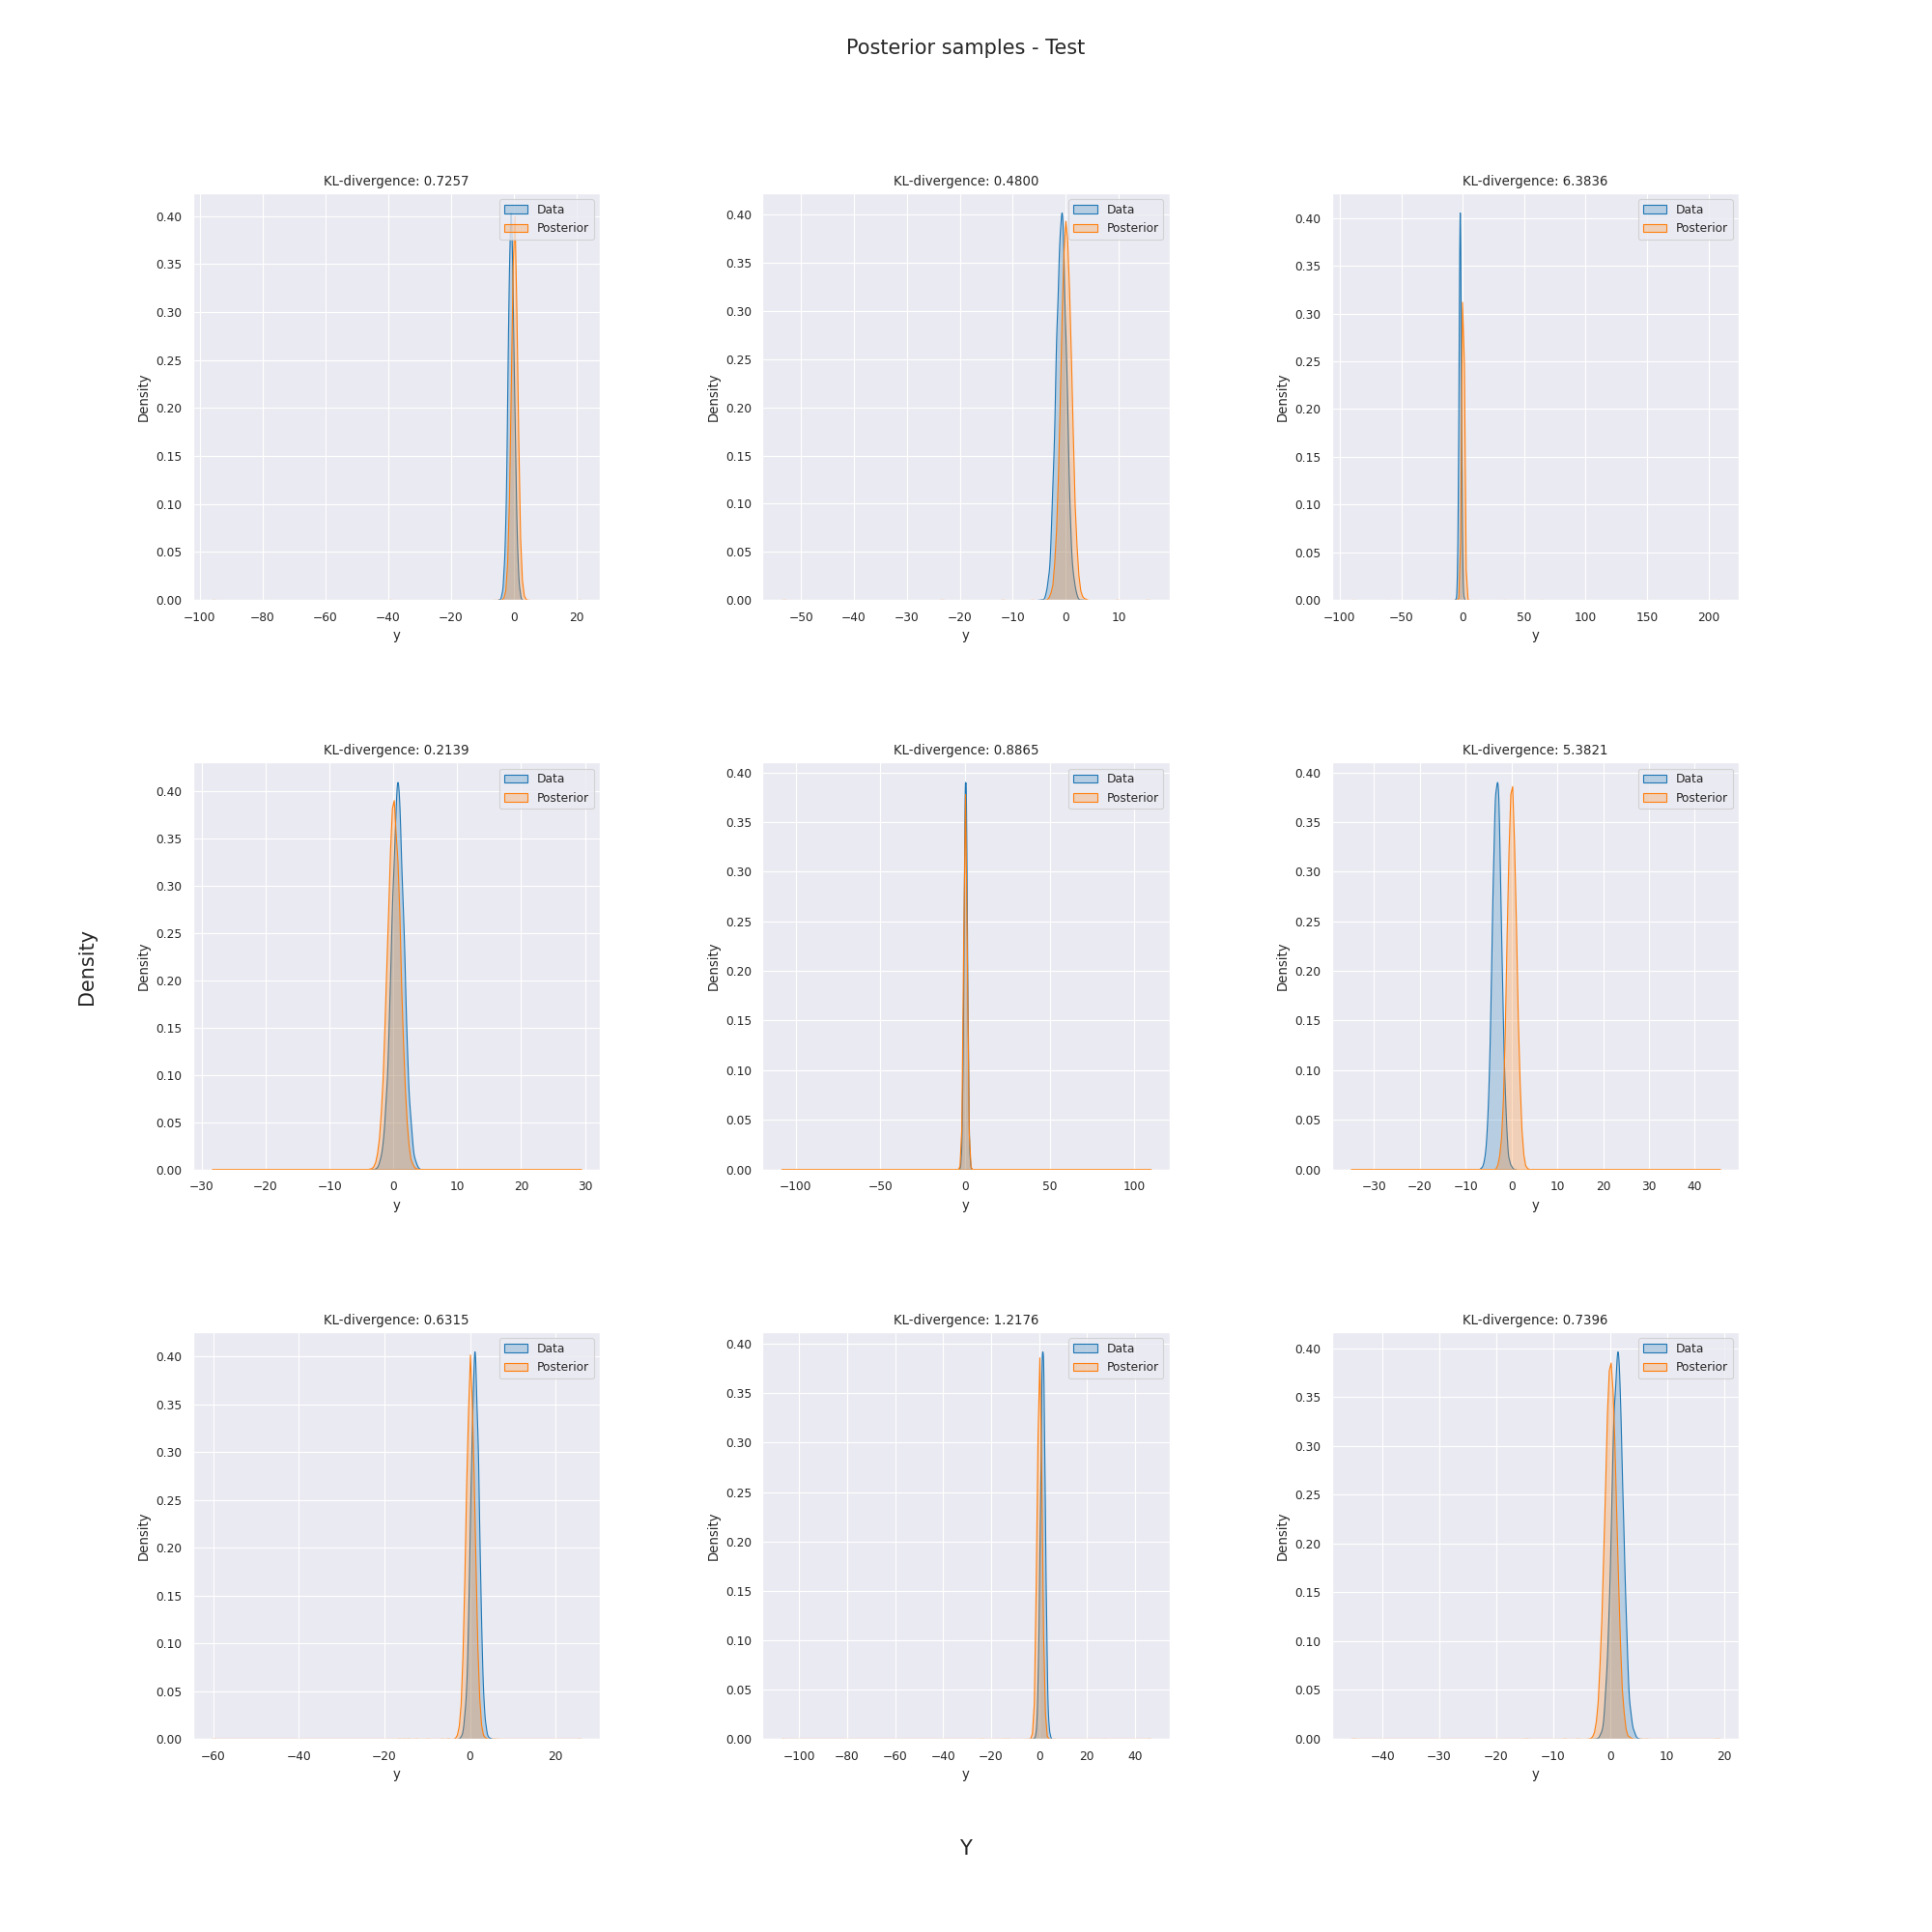 Posterior samples - Test
KL-divergence: 0.7257
Data
Posterior
Density
0.40
0.35
0.30
0.25
0.20
0.15
0.10
0.05
0.00
−100 −80 −60 −40 −20 0 20
y
KL-divergence: 0.4800
Data
Posterior
Density
0.40
0.35
0.30
0.25
0.20
0.15
0.10
0.05
0.00
−50 −40 −30 −20 −10 0 10
y
KL-divergence: 6.3836
Data
Posterior
Density
0.40
0.35
0.30
0.25
0.20
0.15
0.10
0.05
0.00
−100 −50 0 50 100 150 200
y
Density
KL-divergence: 0.2139
Data
Posterior
Density
0.40
0.35
0.30
0.25
0.20
0.15
0.10
0.05
0.00
−30 −20 −10 0 10 20 30
y
KL-divergence: 0.8865
Data
Posterior
Density
0.40
0.35
0.30
0.25
0.20
0.15
0.10
0.05
0.00
−100 −50 0 50 100
y
KL-divergence: 5.3821
Data
Posterior
Density
0.40
0.35
0.30
0.25
0.20
0.15
0.10
0.05
0.00
−30 −20 −10 0 10 20 30 40
y
KL-divergence: 0.6315
Data
Posterior
Density
0.40
0.35
0.30
0.25
0.20
0.15
0.10
0.05
0.00
−60 −40 −20 0 20
y
KL-divergence: 1.2176
Data
Posterior
Density
0.40
0.35
0.30
0.25
0.20
0.15
0.10
0.05
0.00
−100 −80 −60 −40 −20 0 20 40
y
KL-divergence: 0.7396
Data
Posterior
Density
0.40
0.35
0.30
0.25
0.20
0.15
0.10
0.05
0.00
−40 −30 −20 −10 0 10 20
y
Y